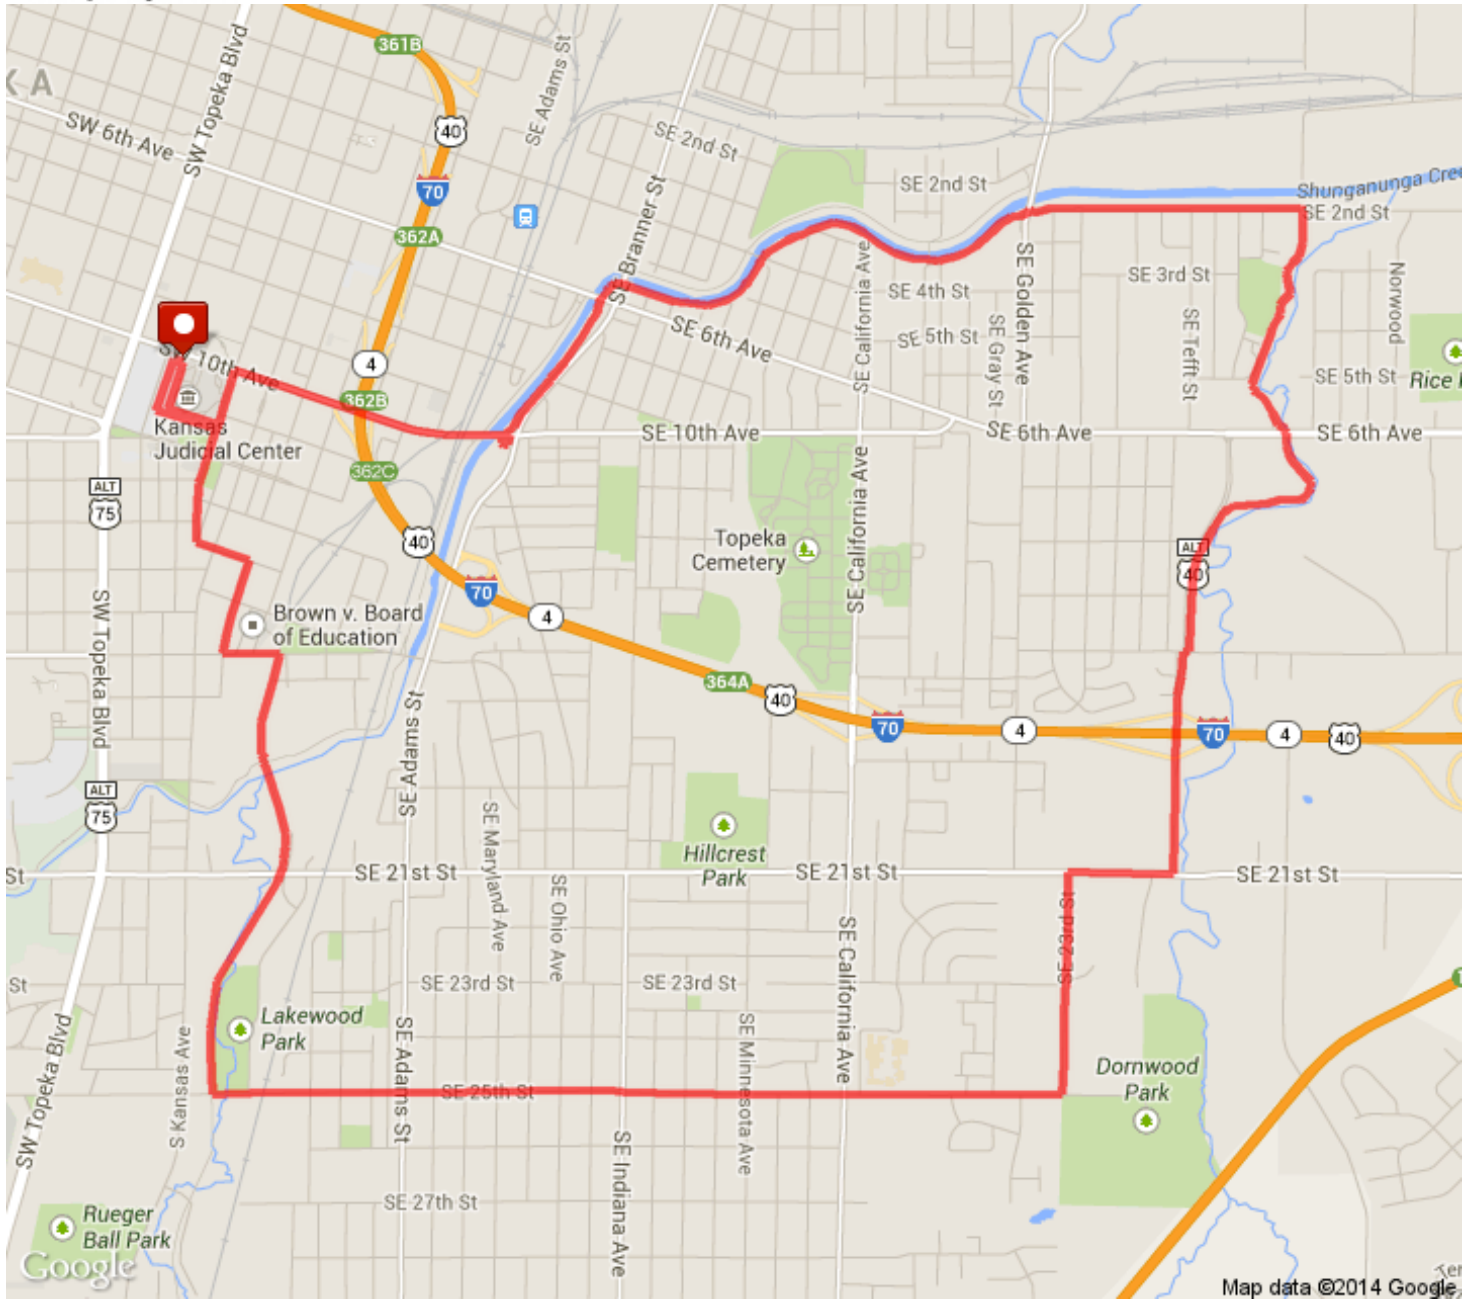 361B
SE Adams St
SW Topeka Blvd
K A
40
SW 6th Ave
SE 2nd St
70
SE 2nd St
Shunganunga Cree
SE 2nd St
362A
SE Branner St
SE California Ave
SE Golden Ave
SE 3rd St
Norwood
SE 4th St
SE 6th Ave
SE 5th St
SE Gray St
SE Tefft St
SW 10th Ave
4
SE 5th St
Rice
362B
Kansas
Judicial Center
SE 10th Ave
SE 6th Ave
SE 6th Ave
362C
ALT
75
40
Topeka
Cemetery
SE California Ave
ALT
40
70
4
Brown v. Board
of Education
SW Topeka Blvd
364A
40
70
4
70
4
40
SE Adams St
ALT
75
SE Maryland Ave
Hillcrest
Park
St
SE 21st St
SE 21st St
SE 21st St
SE Ohio Ave
SE 23rd St
SE California Ave
St
SE 23rd St
SE 23rd St
Lakewood
Park
SW Topeka Blvd
S Kansas Ave
SE Adams St
SE Minnesota Ave
Dornwood
Park
SE 25th St
SE Indiana Ave
SE 27th St
Rueger
Ball Park
Google
Ter
Map data ©2014 Google